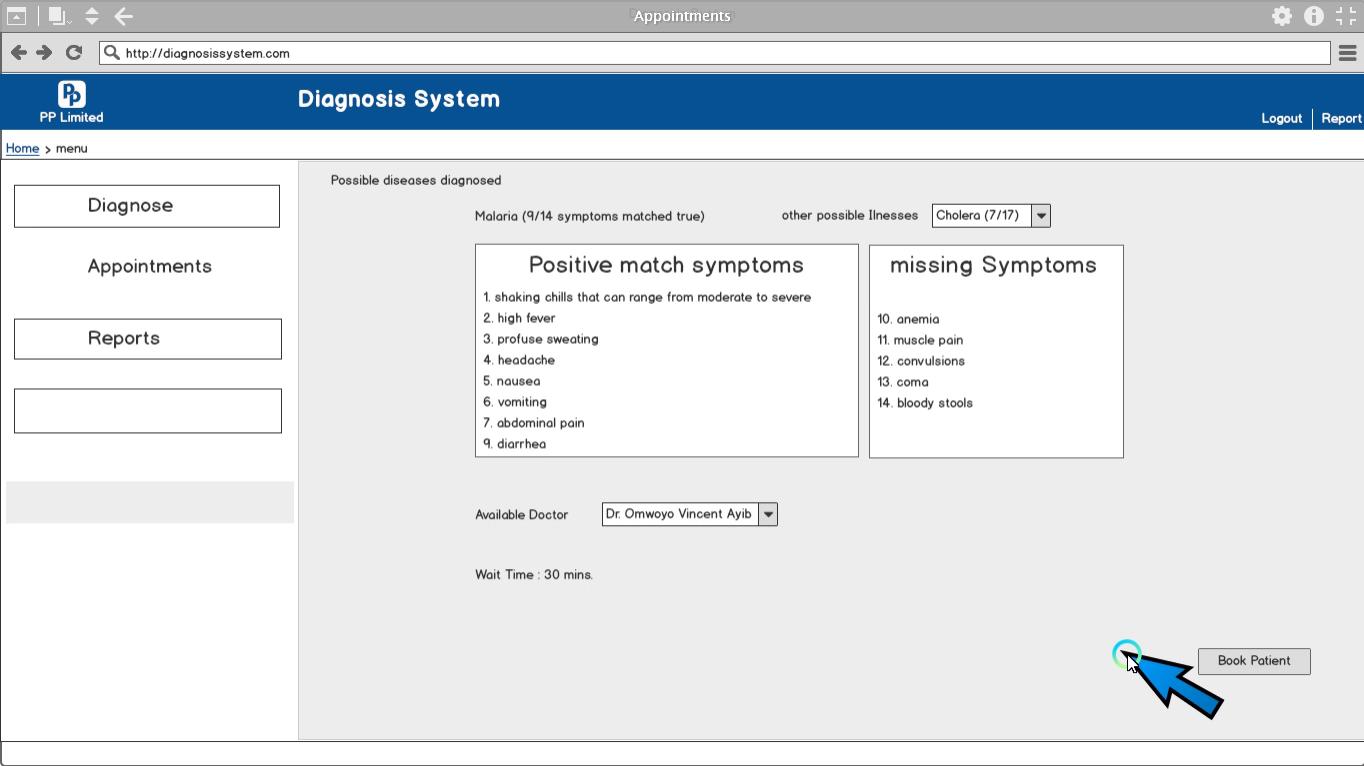 Appointments
http://diagnosissystem.com
Pp
PP Limited
Diagnosis System
Logout
Report
Home > menu
Diagnose
Appointments
Reports
Possible diseases diagnosed
Malaria (9/14 symptoms matched true)
other possible Ilnesses
Cholera (7/17)
Positive match symptoms
1. shaking chills that can range from moderate to severe
2. high fever
3. profuse sweating
4. headache
5. nausea
6. vomiting
7. abdominal pain
9. diarrhea
missing Symptoms
10. anemia
11. muscle pain
12. convulsions
13. coma
14. bloody stools
Available Doctor
Dr. Omwoyo Vincent Ayib
Wait Time : 30 mins.
Book Patient